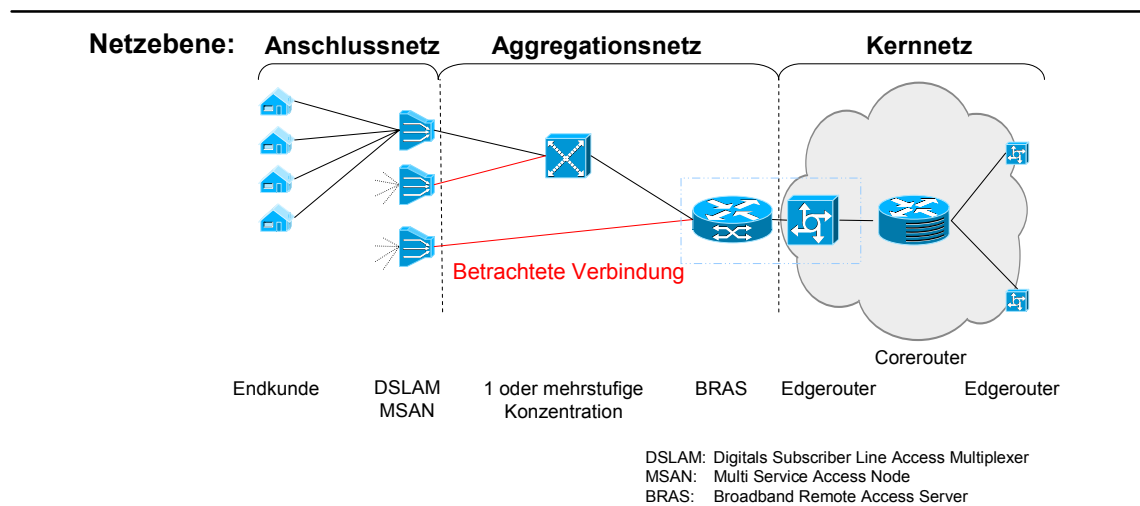 Netzebene: Anschlussnetz Aggregationsnetz Kernnetz
Betrachtete Verbindung
Corerouter
Endkunde DSLAM 1 oder mehrstufige BRAS Edgerouter Edgerouter
MSAN Konzentration
DSLAM: Digitals Subscriber Line Access Multiplexer
MSAN: Multi Service Access Node
BRAS: Broadband Remote Access Server